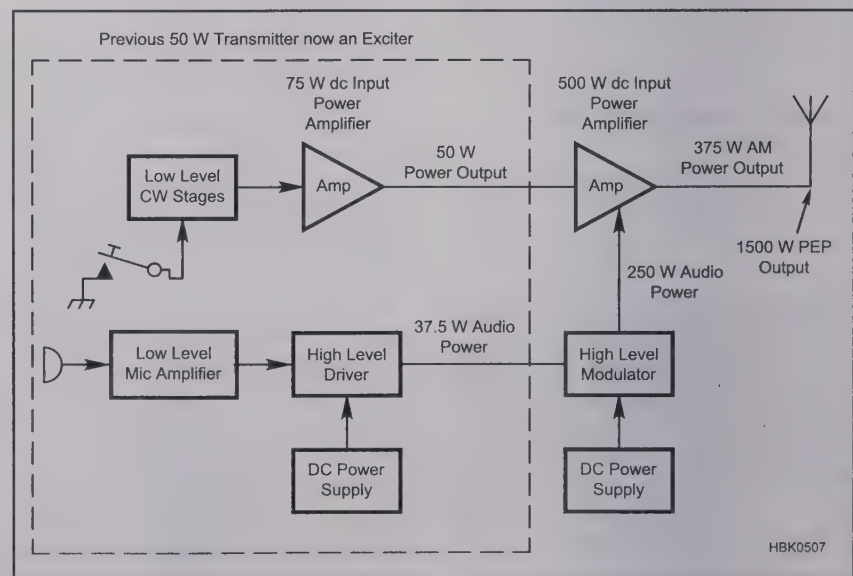 Previous 50 W Transmitter now an Exciter
75 W dc Input
Power
Amplifier
500 W dc Input
Power
Amplifier
Low Level
CW Stages
Amp
50 W
Power Output
Amp
375 W AM
Power Output
1500 W PEP
Output
250 W Audio
Power
Low Level
Mic Amplifier
High Level
Driver
37.5 W Audio
Power
High Level
Modulator
DC Power
Supply
DC Power
Supply
HBK0507